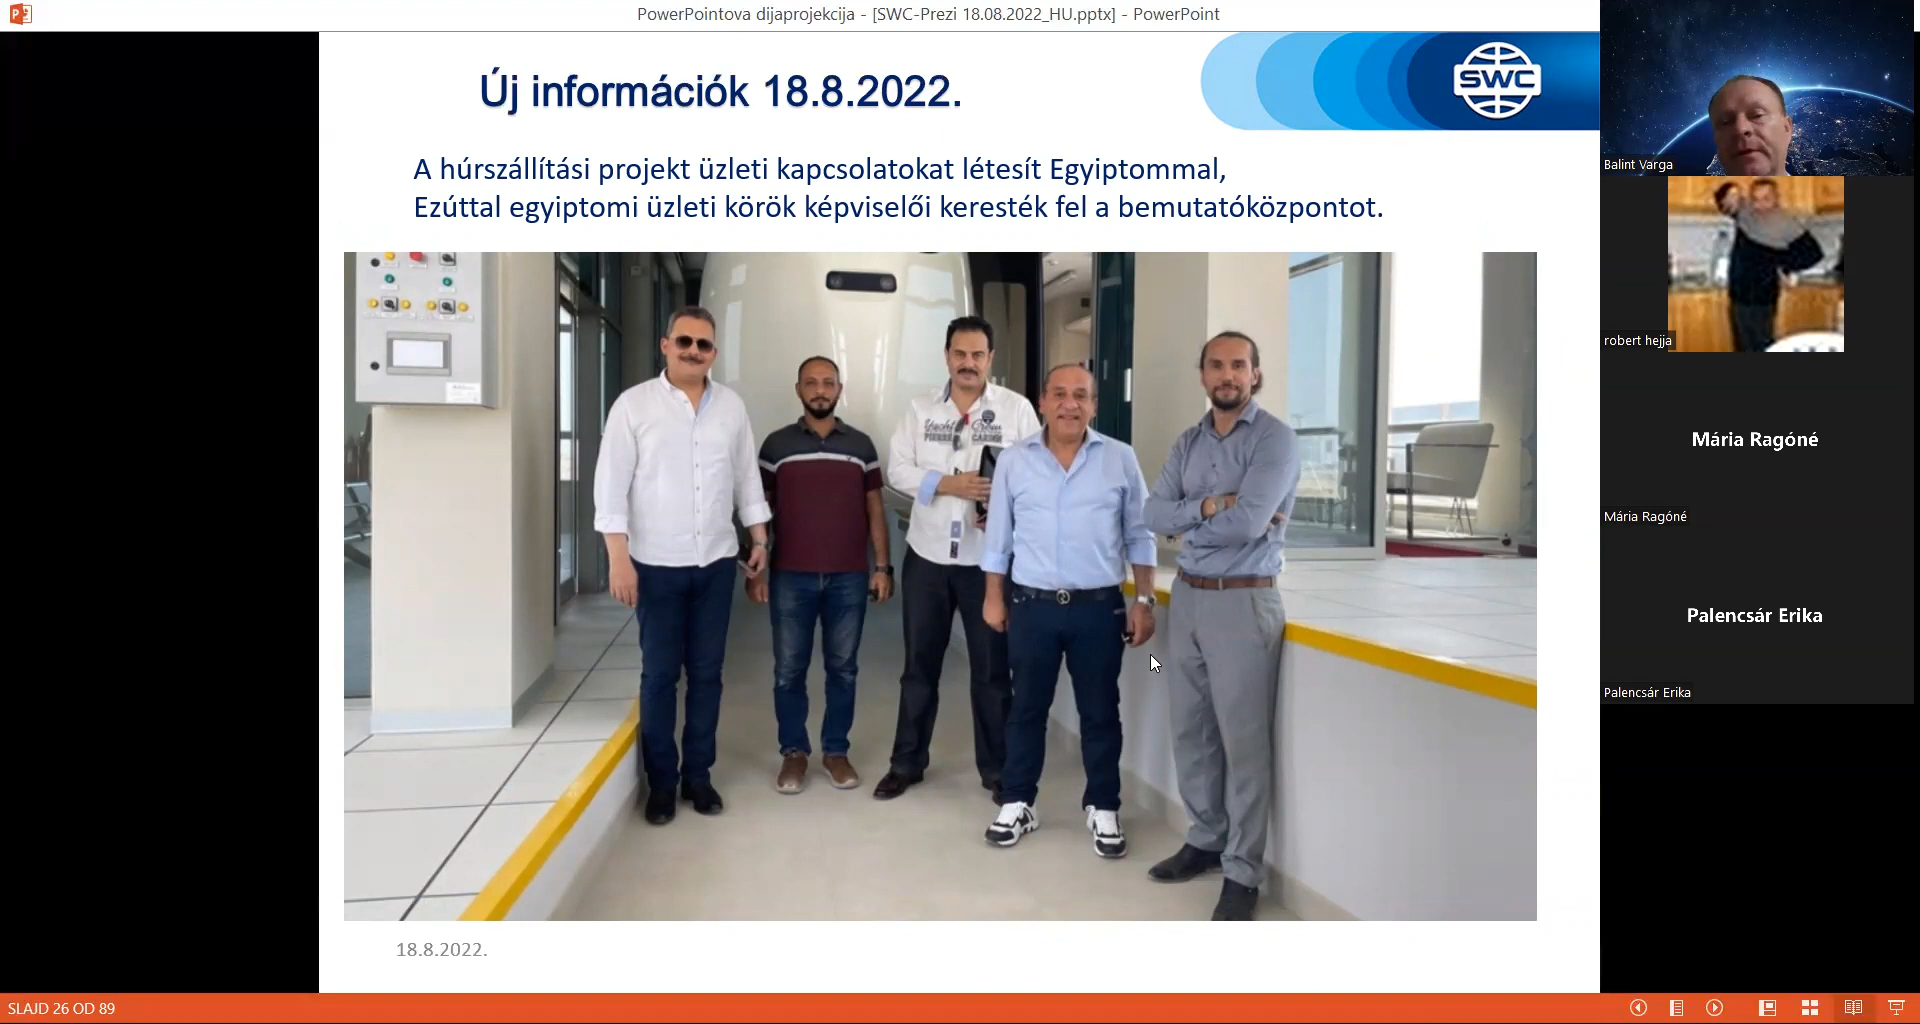 PowerPointova dijaprojekcija - [SWC-Prezi 18.08.2022_HU.pptx] - PowerPoint
Új információk 18.8.2022.
SWC
A húrszállítási projekt üzleti kapcsolatokat létesít Egyiptommal,
Ezúttal egyiptomi üzleti körök képviselői keresték fel a bemutatóközpontot.
PIERRE CARDIN
18.8.2022.
SLAJD 26 OD 89
Balint Varga
robert hejja
Mária Ragóné
Mária Ragóné
Palencsár Erika
Palencsár Erika